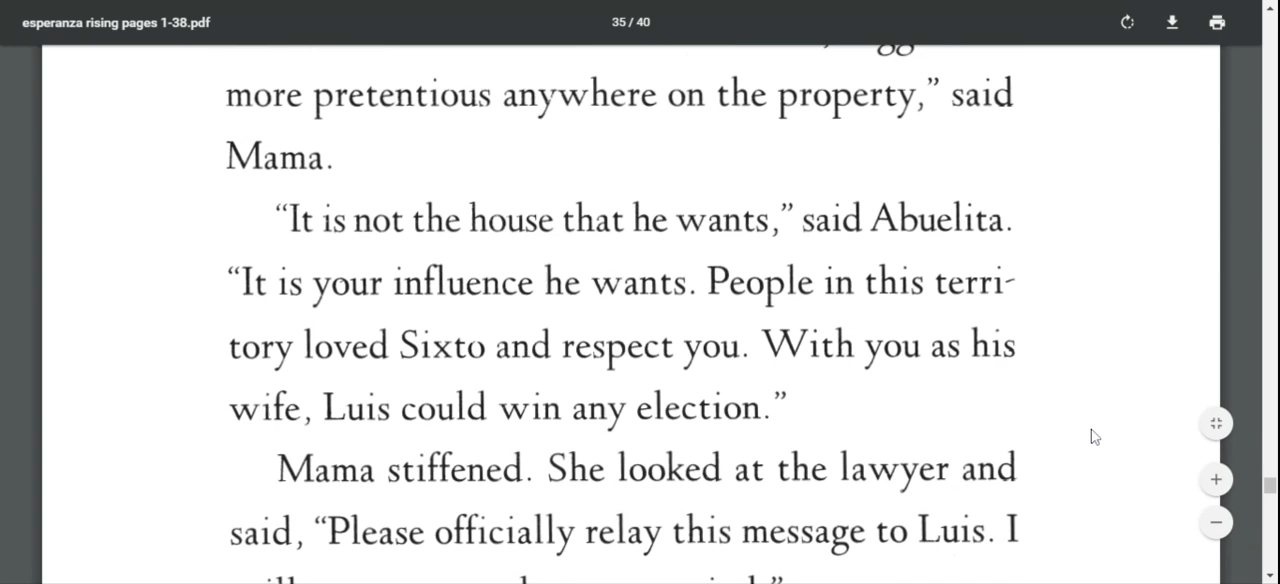 esperanza rising pages 1-38.pdf
35 / 40
more pretentious anywhere on the property,” said
Mama.
“It is not the house that he wants,” said Abuelita.
“It is your influence he wants. People in this terri-
tory loved Sixto and respect you. With you as his
wife, Luis could win any election.”
Mama stiffened. She looked at the lawyer and
said, “Please officially relay this message to Luis. I